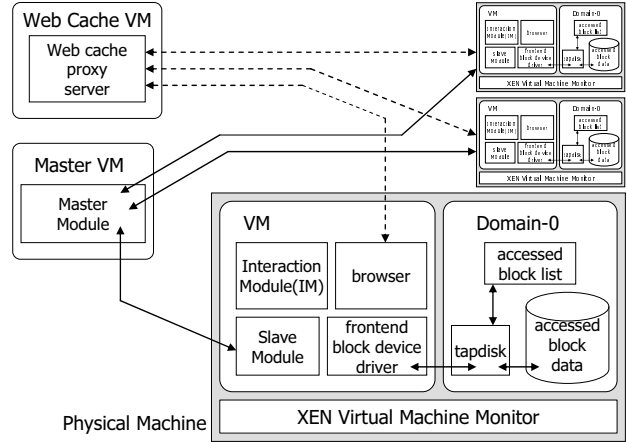 Web Cache VM
Web cache
proxy
server
VM
Domain-0
Interaction
Module(IM)
Browser
accessed
block list
Slave
Module
frontend
block device
driver
tapdisk
accessed
block
data
XEN Virtual Machine Monitor
VM
Domain-0
Interaction
Module(IM)
Browser
accessed
block list
Slave
Module
frontend
block device
driver
tapdisk
accessed
block
data
XEN Virtual Machine Monitor
Master VM
Master
Module
VM
Domain-0
Interaction
Module(IM)
browser
accessed
block list
Slave
Module
frontend
block device
driver
tapdisk
accessed
block
data
Physical Machine
XEN Virtual Machine Monitor